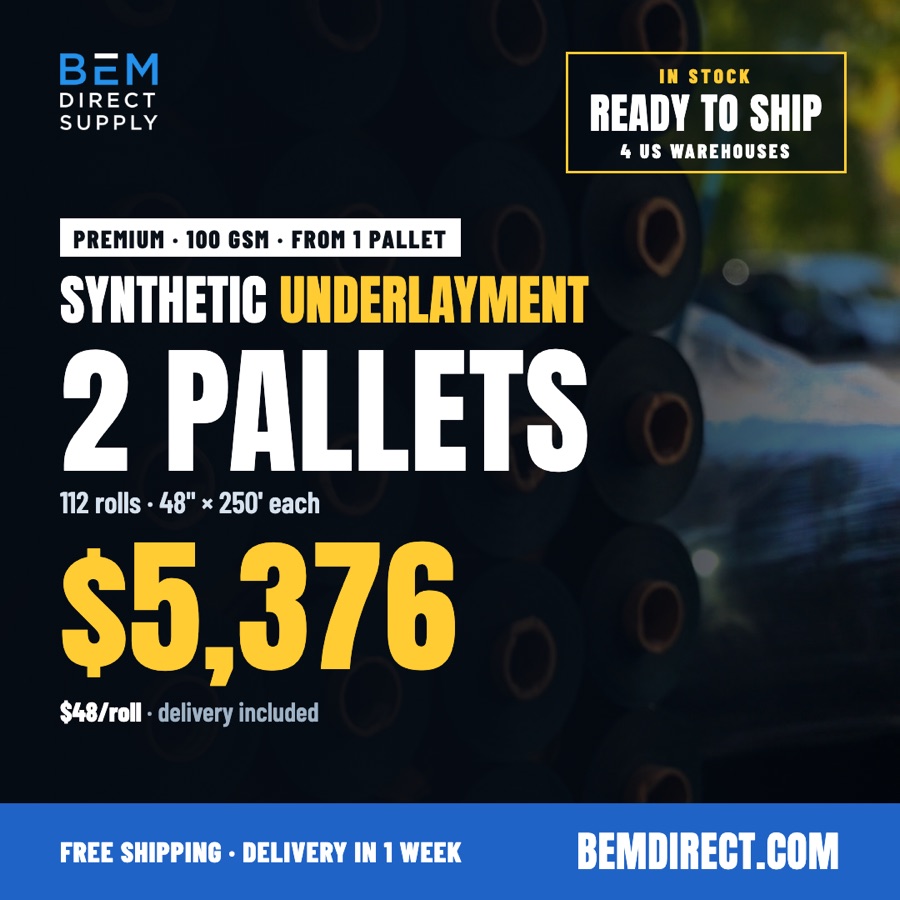 BEM
DIRECT
SUPPLY
IN STOCK
READY TO SHIP
4 US WAREHOUSES
PREMIUM · 100 GSM · FROM 1 PALLET
SYNTHETIC UNDERLAYMENT
2 PALLETS
112 rolls · 48" × 250' each
$5,376
$48/roll · delivery included
FREE SHIPPING · DELIVERY IN 1 WEEK
BEMDIRECT.COM